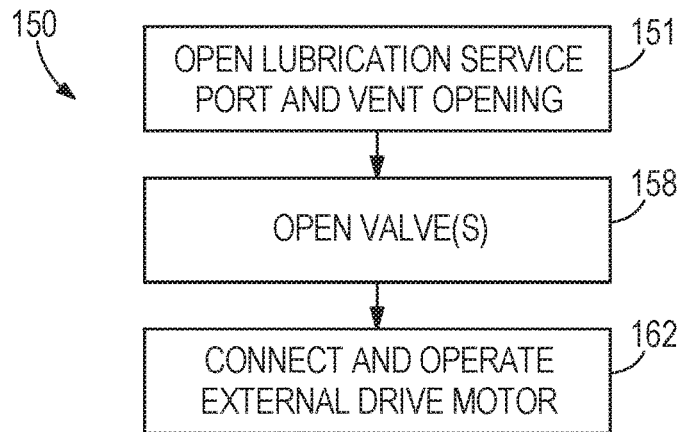 150
OPEN LUBRICATION SERVICE
PORT AND VENT OPENING
151
OPEN VALVE(S)
158
CONNECT AND OPERATE
EXTERNAL DRIVE MOTOR
162